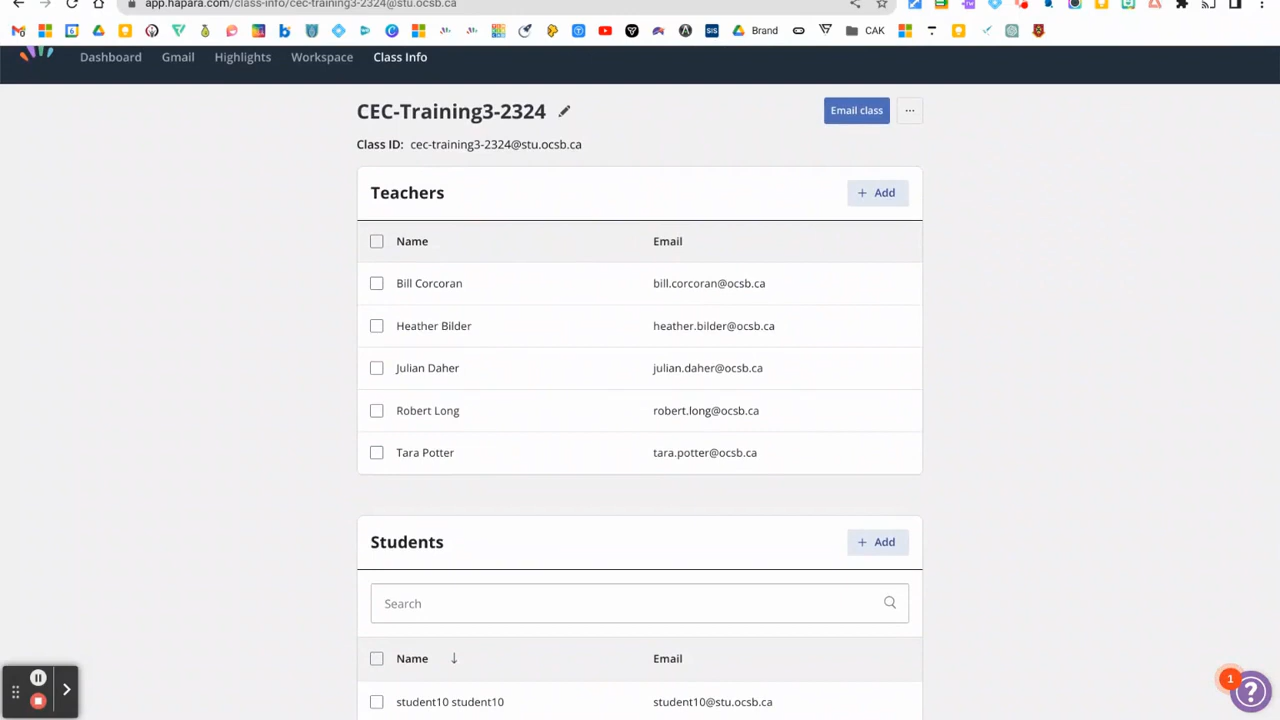 app.hapara.com/class-info/cec-training3-2324@stu.ocsb.ca
Brand
CAK
Dashboard Gmail Highlights Workspace Class Info
CEC-Training3-2324
Email class
...
Class ID: cec-training3-2324@stu.ocsb.ca
Teachers
+ Add
Name Email
Bill Corcoran bill.corcoran@ocsb.ca
Heather Bilder heather.bilder@ocsb.ca
Julian Daher julian.daher@ocsb.ca
Robert Long robert.long@ocsb.ca
Tara Potter tara.potter@ocsb.ca
Students
+ Add
Search
Name Email
student10 student10 student10@stu.ocsb.ca
1
?